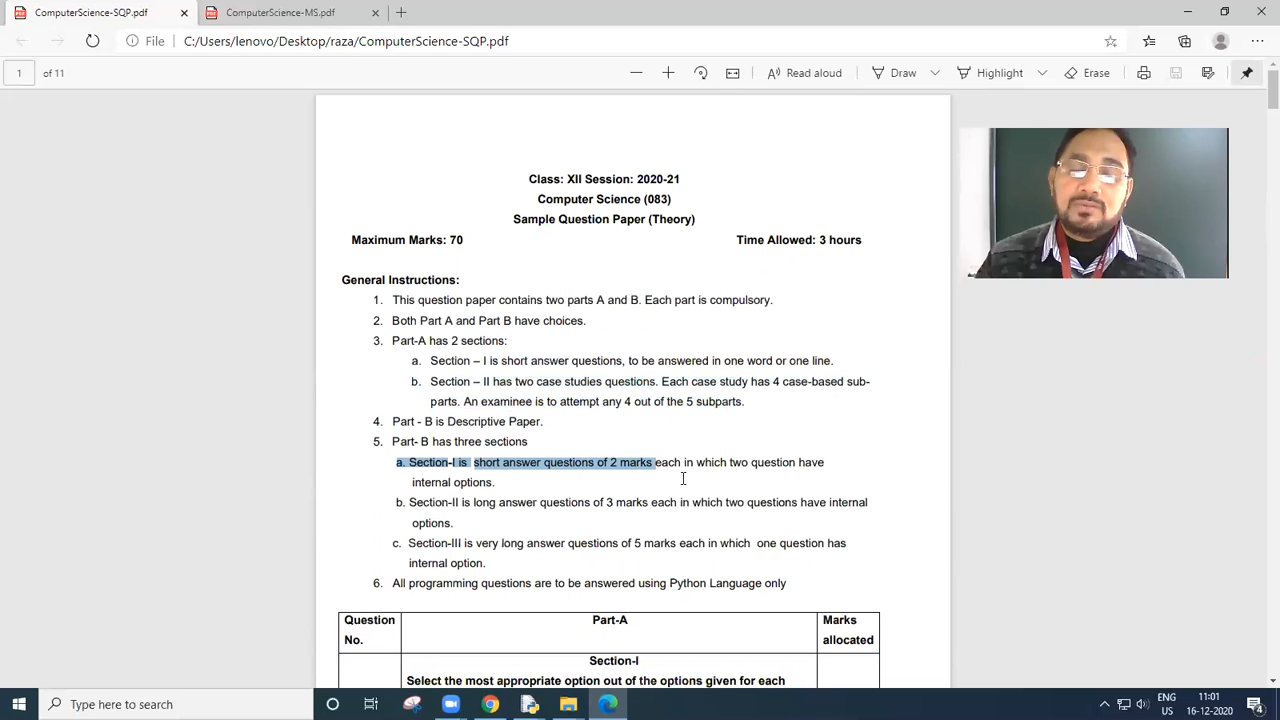 ComputerScience-SQP.pdf
ComputerScience-MS.pdf
File
C:/Users/lenovo/Desktop/raza/ComputerScience-SQP.pdf
1 of 11
Read aloud
Draw
Highlight
Erase
Class: XII Session: 2020-21
Computer Science (083)
Sample Question Paper (Theory)
Maximum Marks: 70 Time Allowed: 3 hours
General Instructions:
1. This question paper contains two parts A and B. Each part is compulsory.
2. Both Part A and Part B have choices.
3. Part-A has 2 sections:
a. Section – I is short answer questions, to be answered in one word or one line.
b. Section – II has two case studies questions. Each case study has 4 case-based sub-
parts. An examinee is to attempt any 4 out of the 5 subparts.
4. Part - B is Descriptive Paper.
5. Part- B has three sections
a. Section-I is short answer questions of 2 marks each in which two question have
internal options.
b. Section-II is long answer questions of 3 marks each in which two questions have internal
options.
c. Section-III is very long answer questions of 5 marks each in which one question has
internal option.
6. All programming questions are to be answered using Python Language only
Question Part-A Marks
No. allocated
Section-I
Select the most appropriate option out of the options given for each
Type here to search
ENG 11:01
US 16-12-2020
4